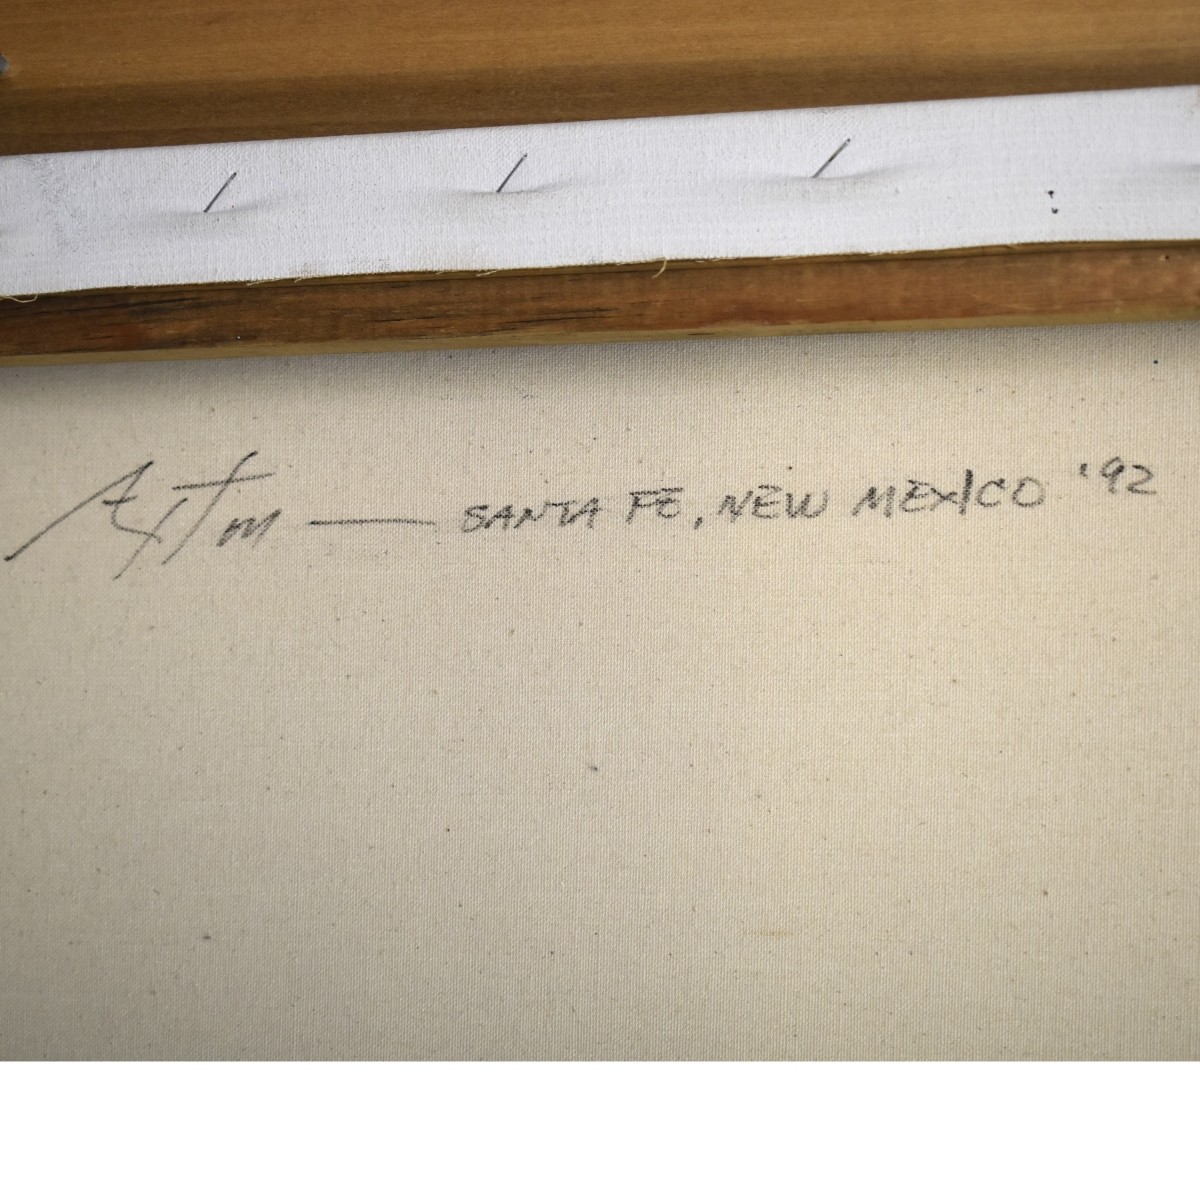 — SANTA FE, NEW MEXICO '92